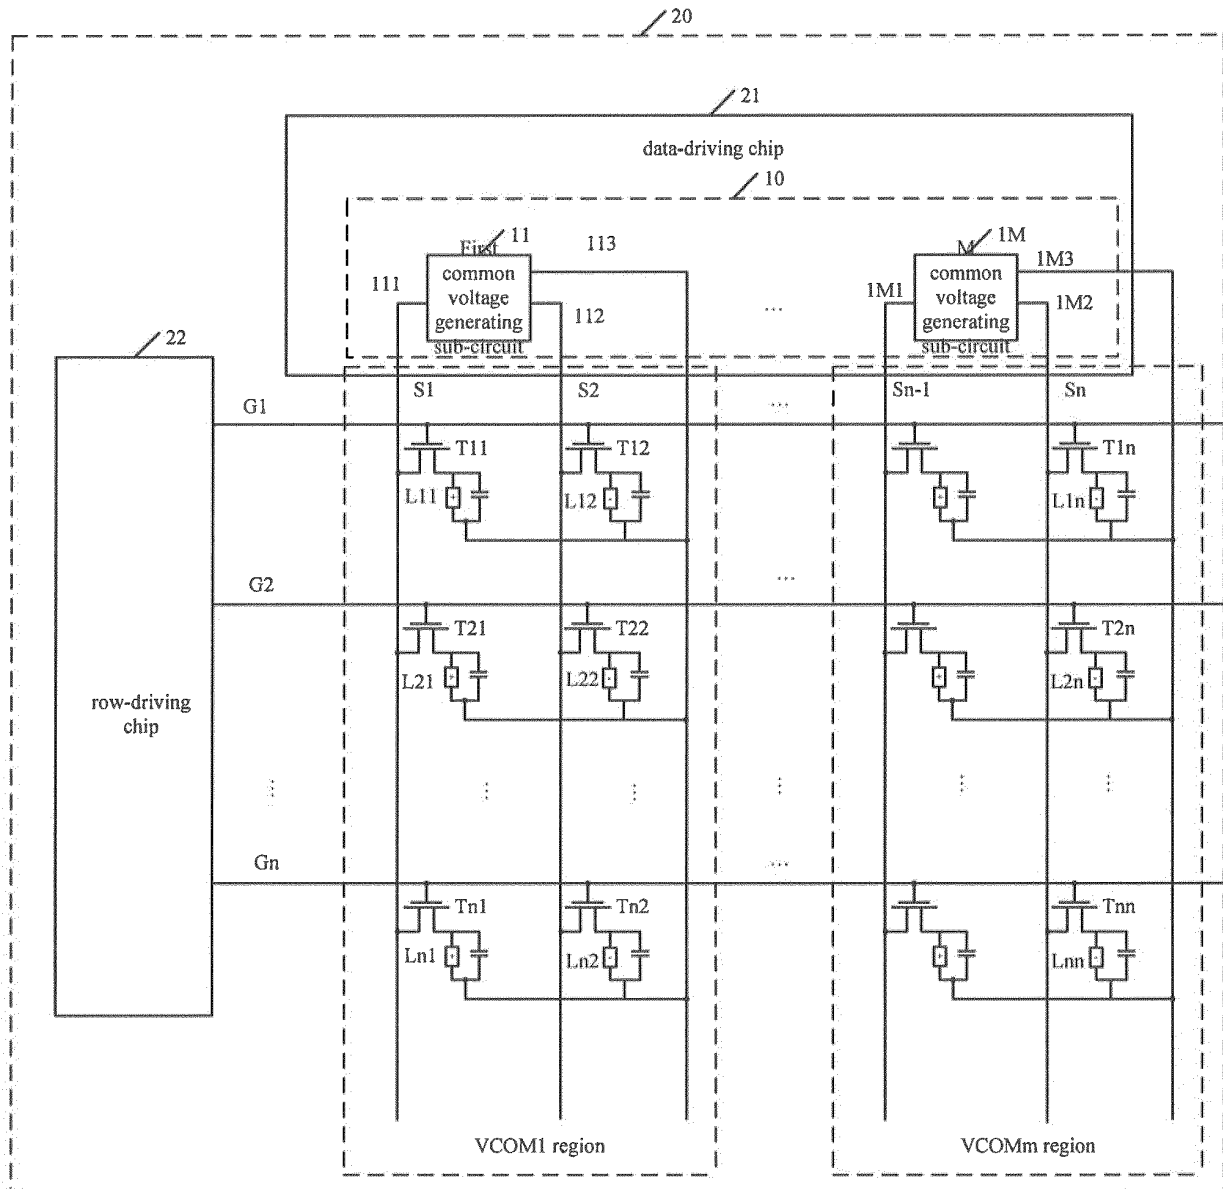 20
21
data-driving chip
10
First 11
common
voltage
generating
sub-circuit
111
113
112
...
M 1M
common
voltage
generating
sub-circuit
1M1
1M3
1M2
22
row-driving
chip
S1
S2
...
Sn-1
Sn
G1
T11
T12
T1n
L11
L12
L1n
...
G2
T21
T22
T2n
L21
L22
L2n
...
Gn
Tn1
Tn2
Tnn
Ln1
Ln2
Lnn
VCOM1 region
VCOMm region